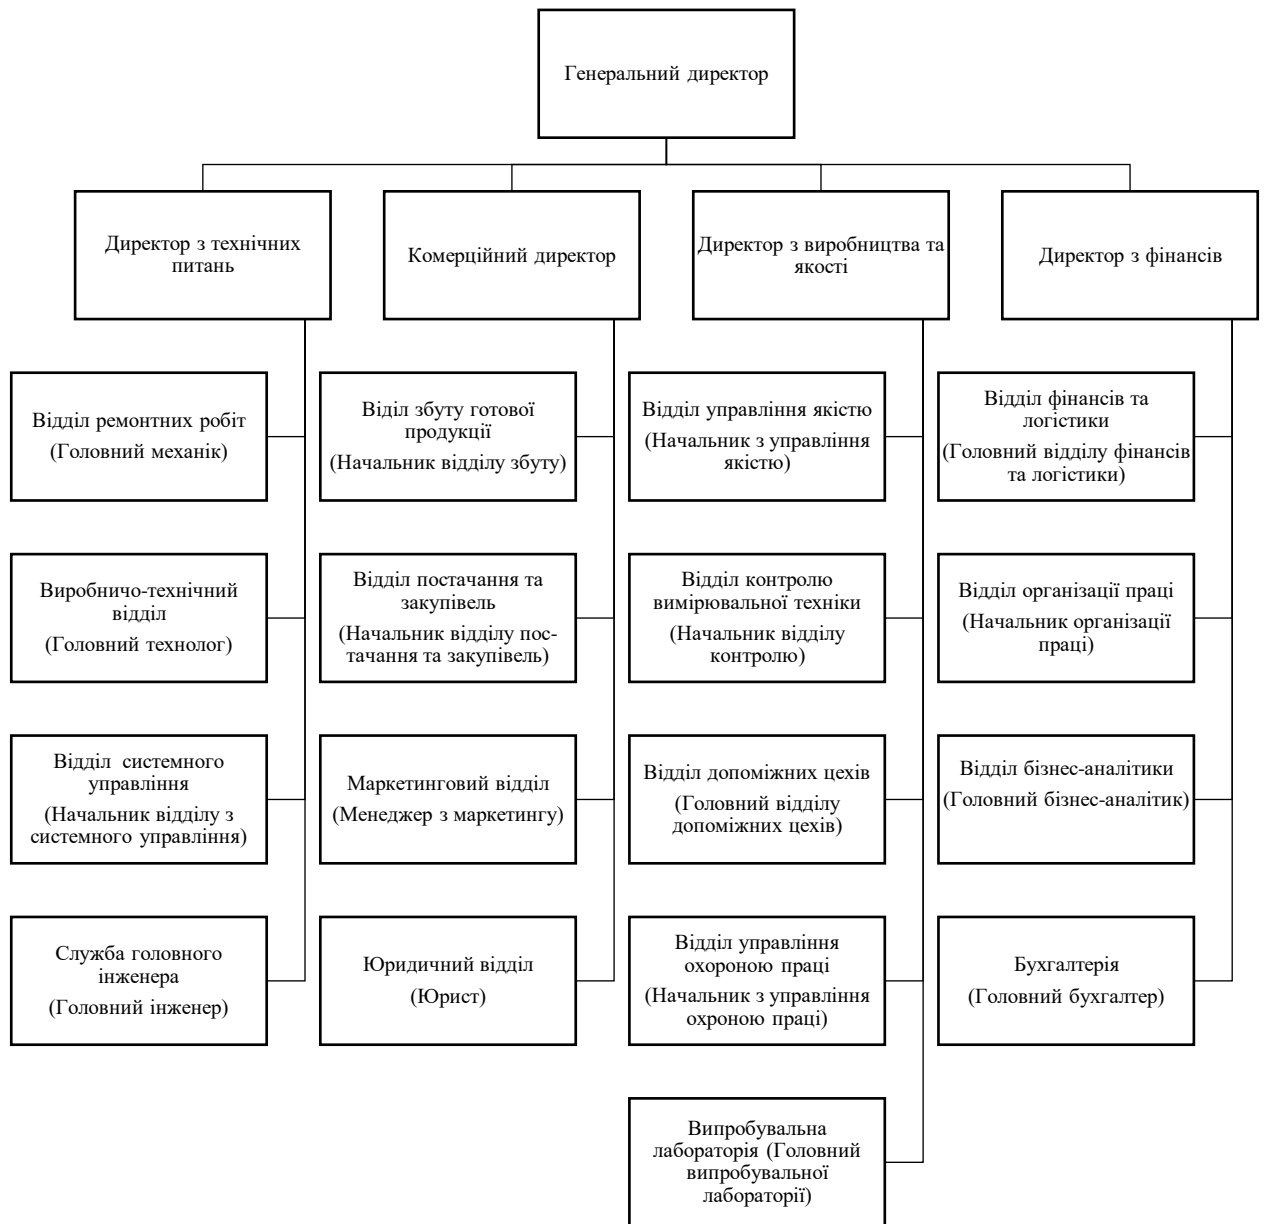 Генеральний директор
Директор з технічних
питань
Комерційний директор
Директор з виробництва та
якості
Директор з фінансів
Відділ ремонтних робіт
(Головний механік)
Віділ збуту готової
продукції
(Начальник відділу збуту)
Відділ управління якістю
(Начальник з управління
якістю)
Відділ фінансів та
логістики
(Головний відділу фінансів
та логістики)
Виробничо-технічний
відділ
(Головний технолог)
Відділ постачання та
закупівель
(Начальник відділу пос-
тачання та закупівель)
Відділ контролю
вимірювальної техніки
(Начальник відділу
контролю)
Відділ організації праці
(Начальник організації
праці)
Відділ системного
управління
(Начальник відділу з
системного управління)
Маркетинговий відділ
(Менеджер з маркетингу)
Відділ допоміжних цехів
(Головний відділу
допоміжних цехів)
Відділ бізнес-аналітики
(Головний бізнес-аналітик)
Служба головного
інженера
(Головний інженер)
Юридичний відділ
(Юрист)
Відділ управління
охороною праці
(Начальник з управління
охроною праці)
Бухгалтерія
(Головний бухгалтер)
Випробувальна
лабораторія (Головний
випробувальної
лабораторії)